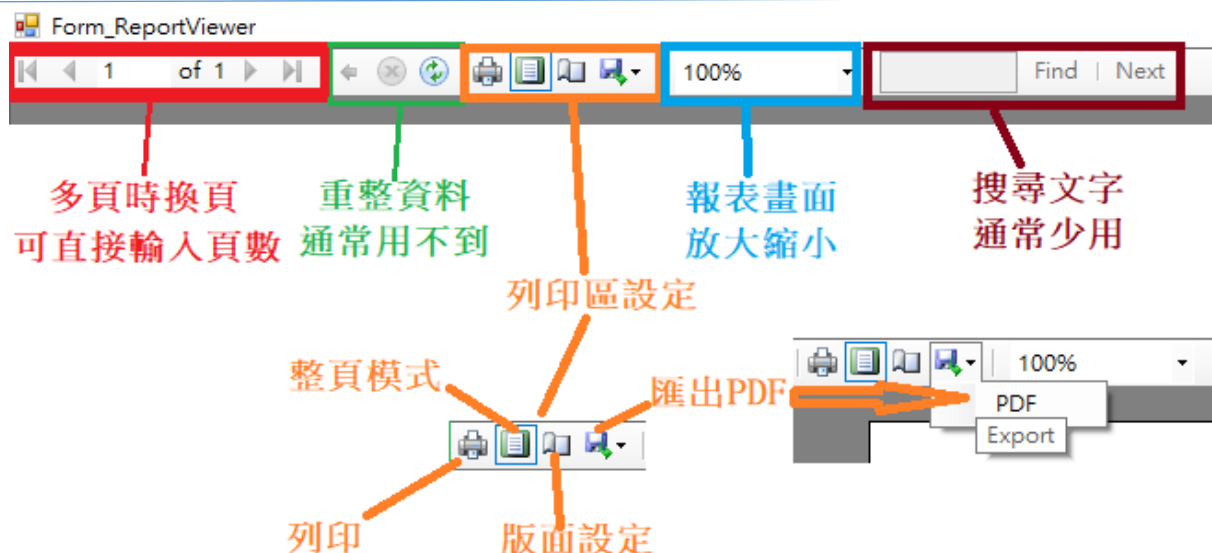 Form_ReportViewer
1 of 1
100%
Find | Next
多頁時換頁
可直接輸入頁數
重整資料
通常用不到
報表畫面
放大縮小
搜尋文字
通常少用
列印區設定
整頁模式
匯出PDF
100%
PDF
Export
列印
版面設定